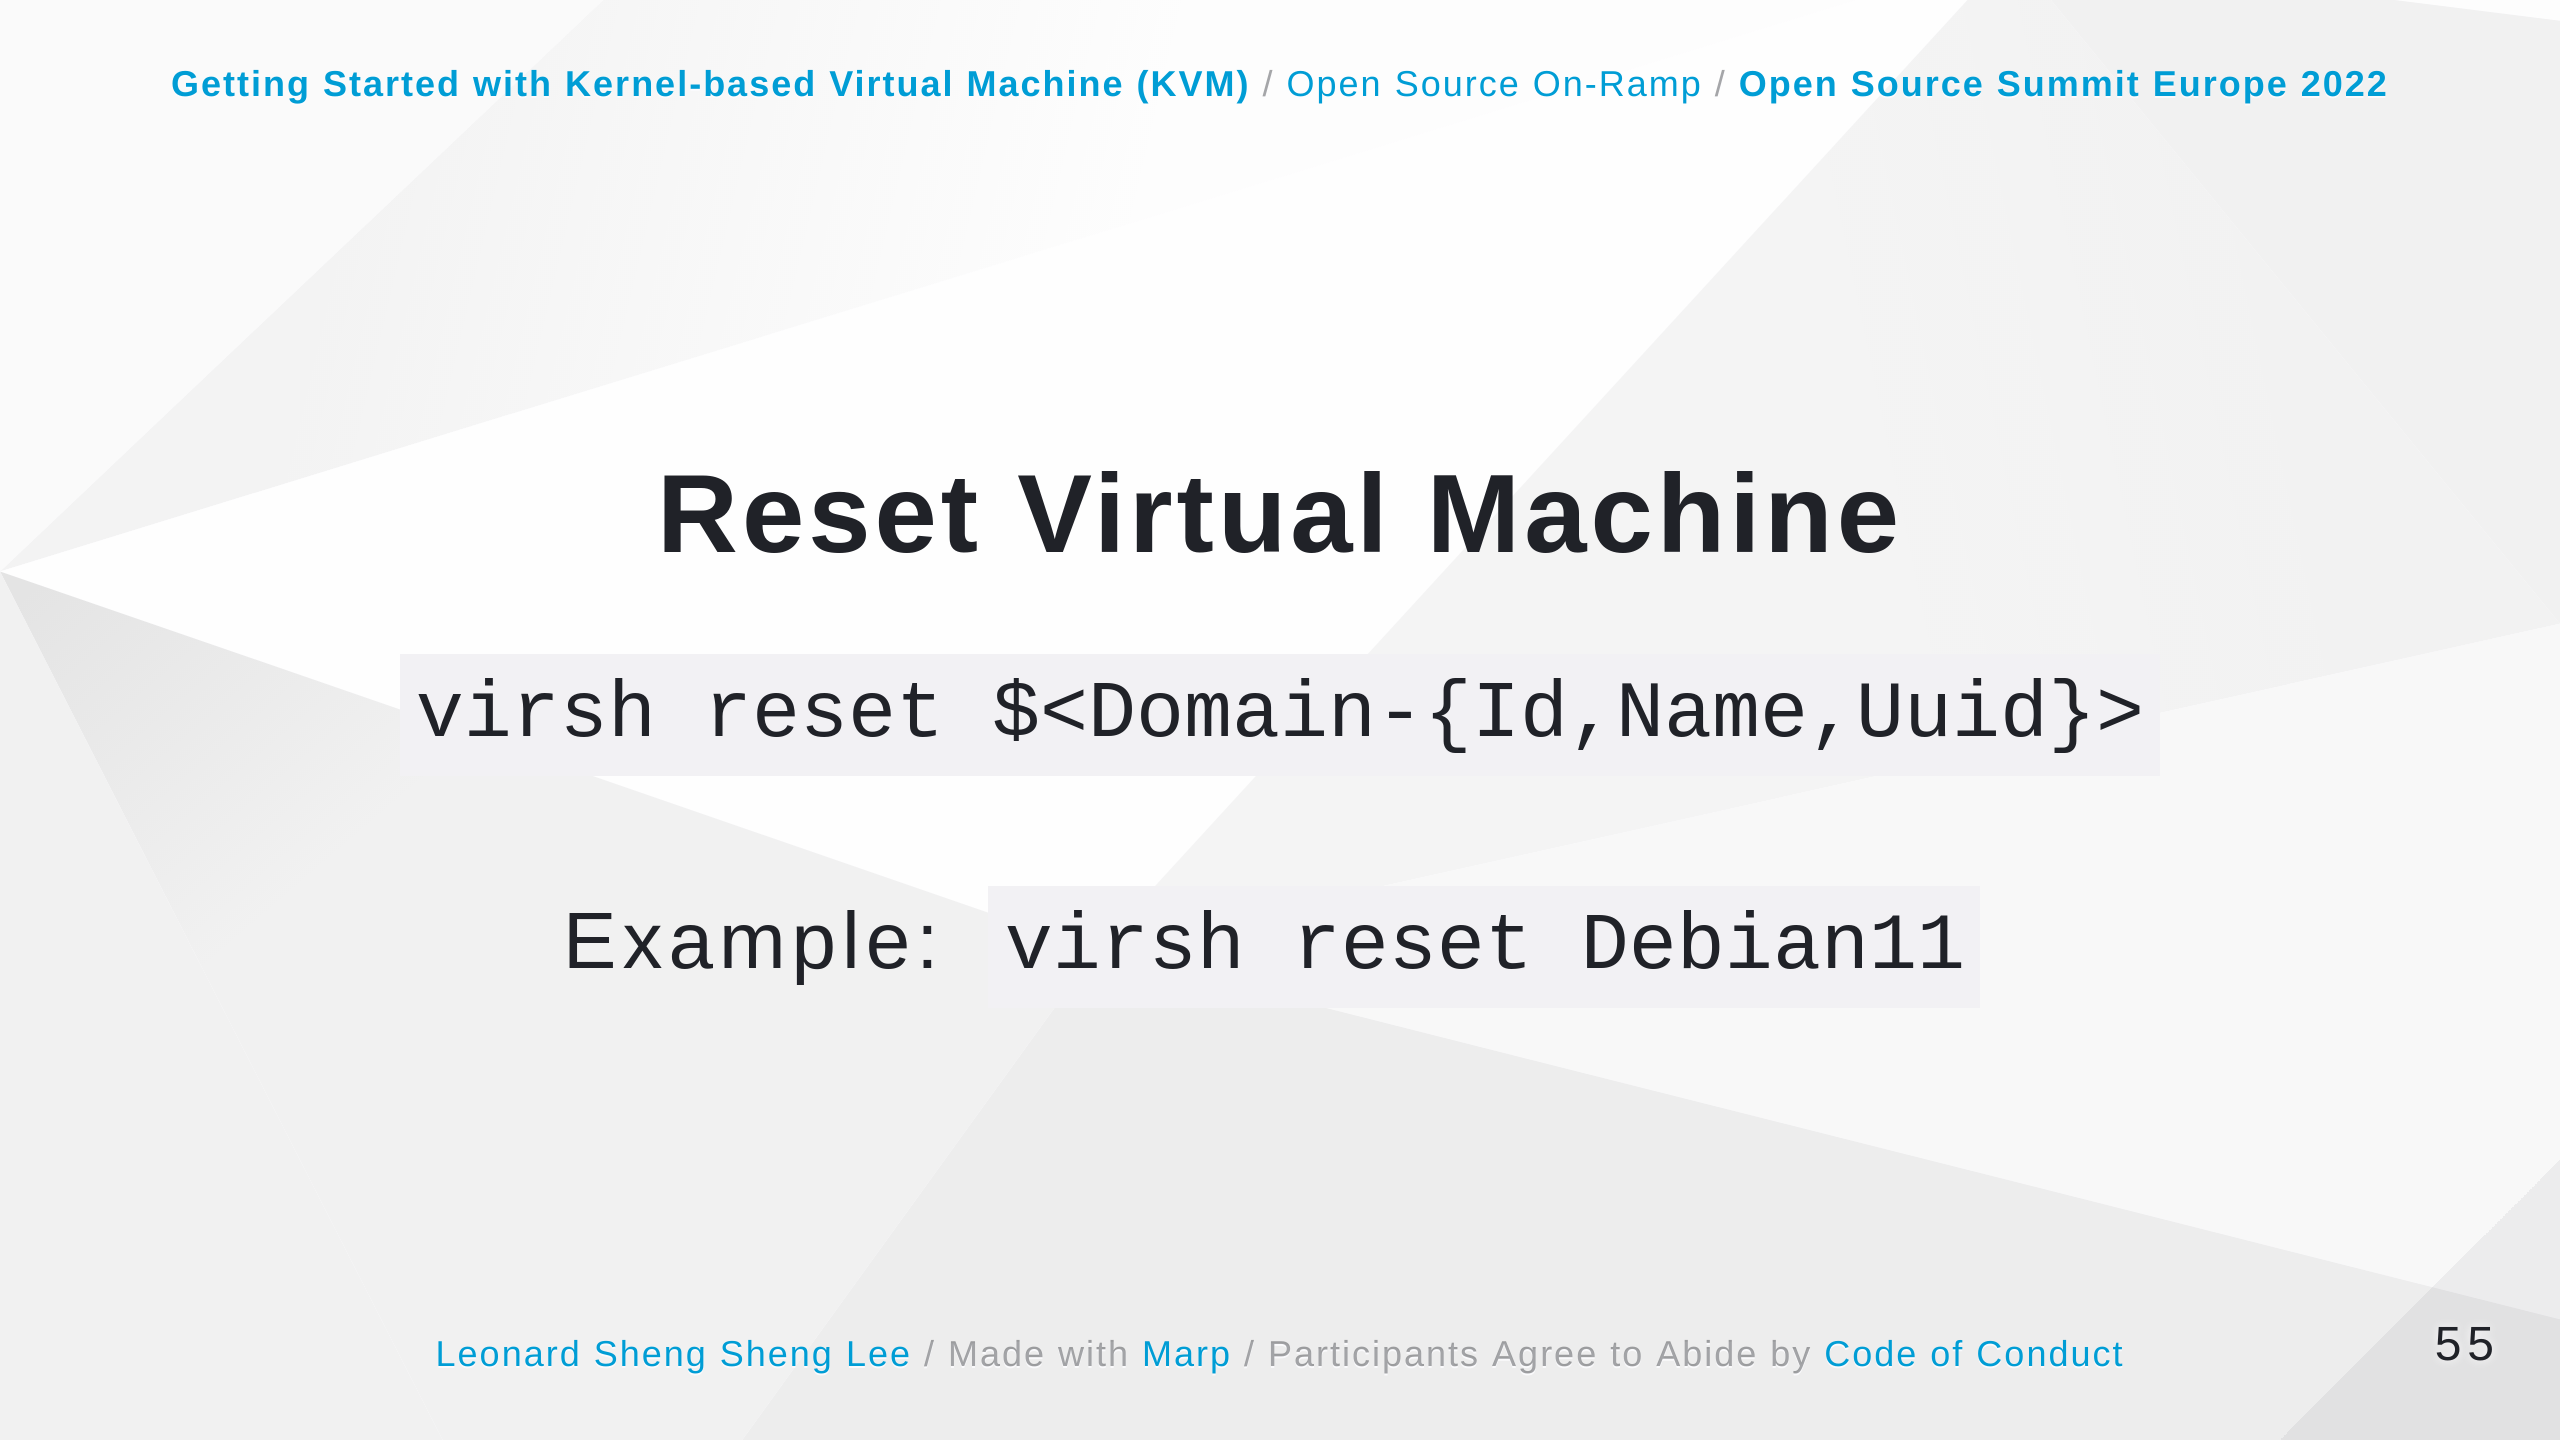 Getting Started with Kernel-based Virtual Machine (KVM) / Open Source On-Ramp / Open Source Summit Europe 2022
Reset Virtual Machine
virsh reset $<Domain-{Id,Name,Uuid}>
Example: virsh reset Debian11
Leonard Sheng Sheng Lee / Made with Marp / Participants Agree to Abide by Code of Conduct
55